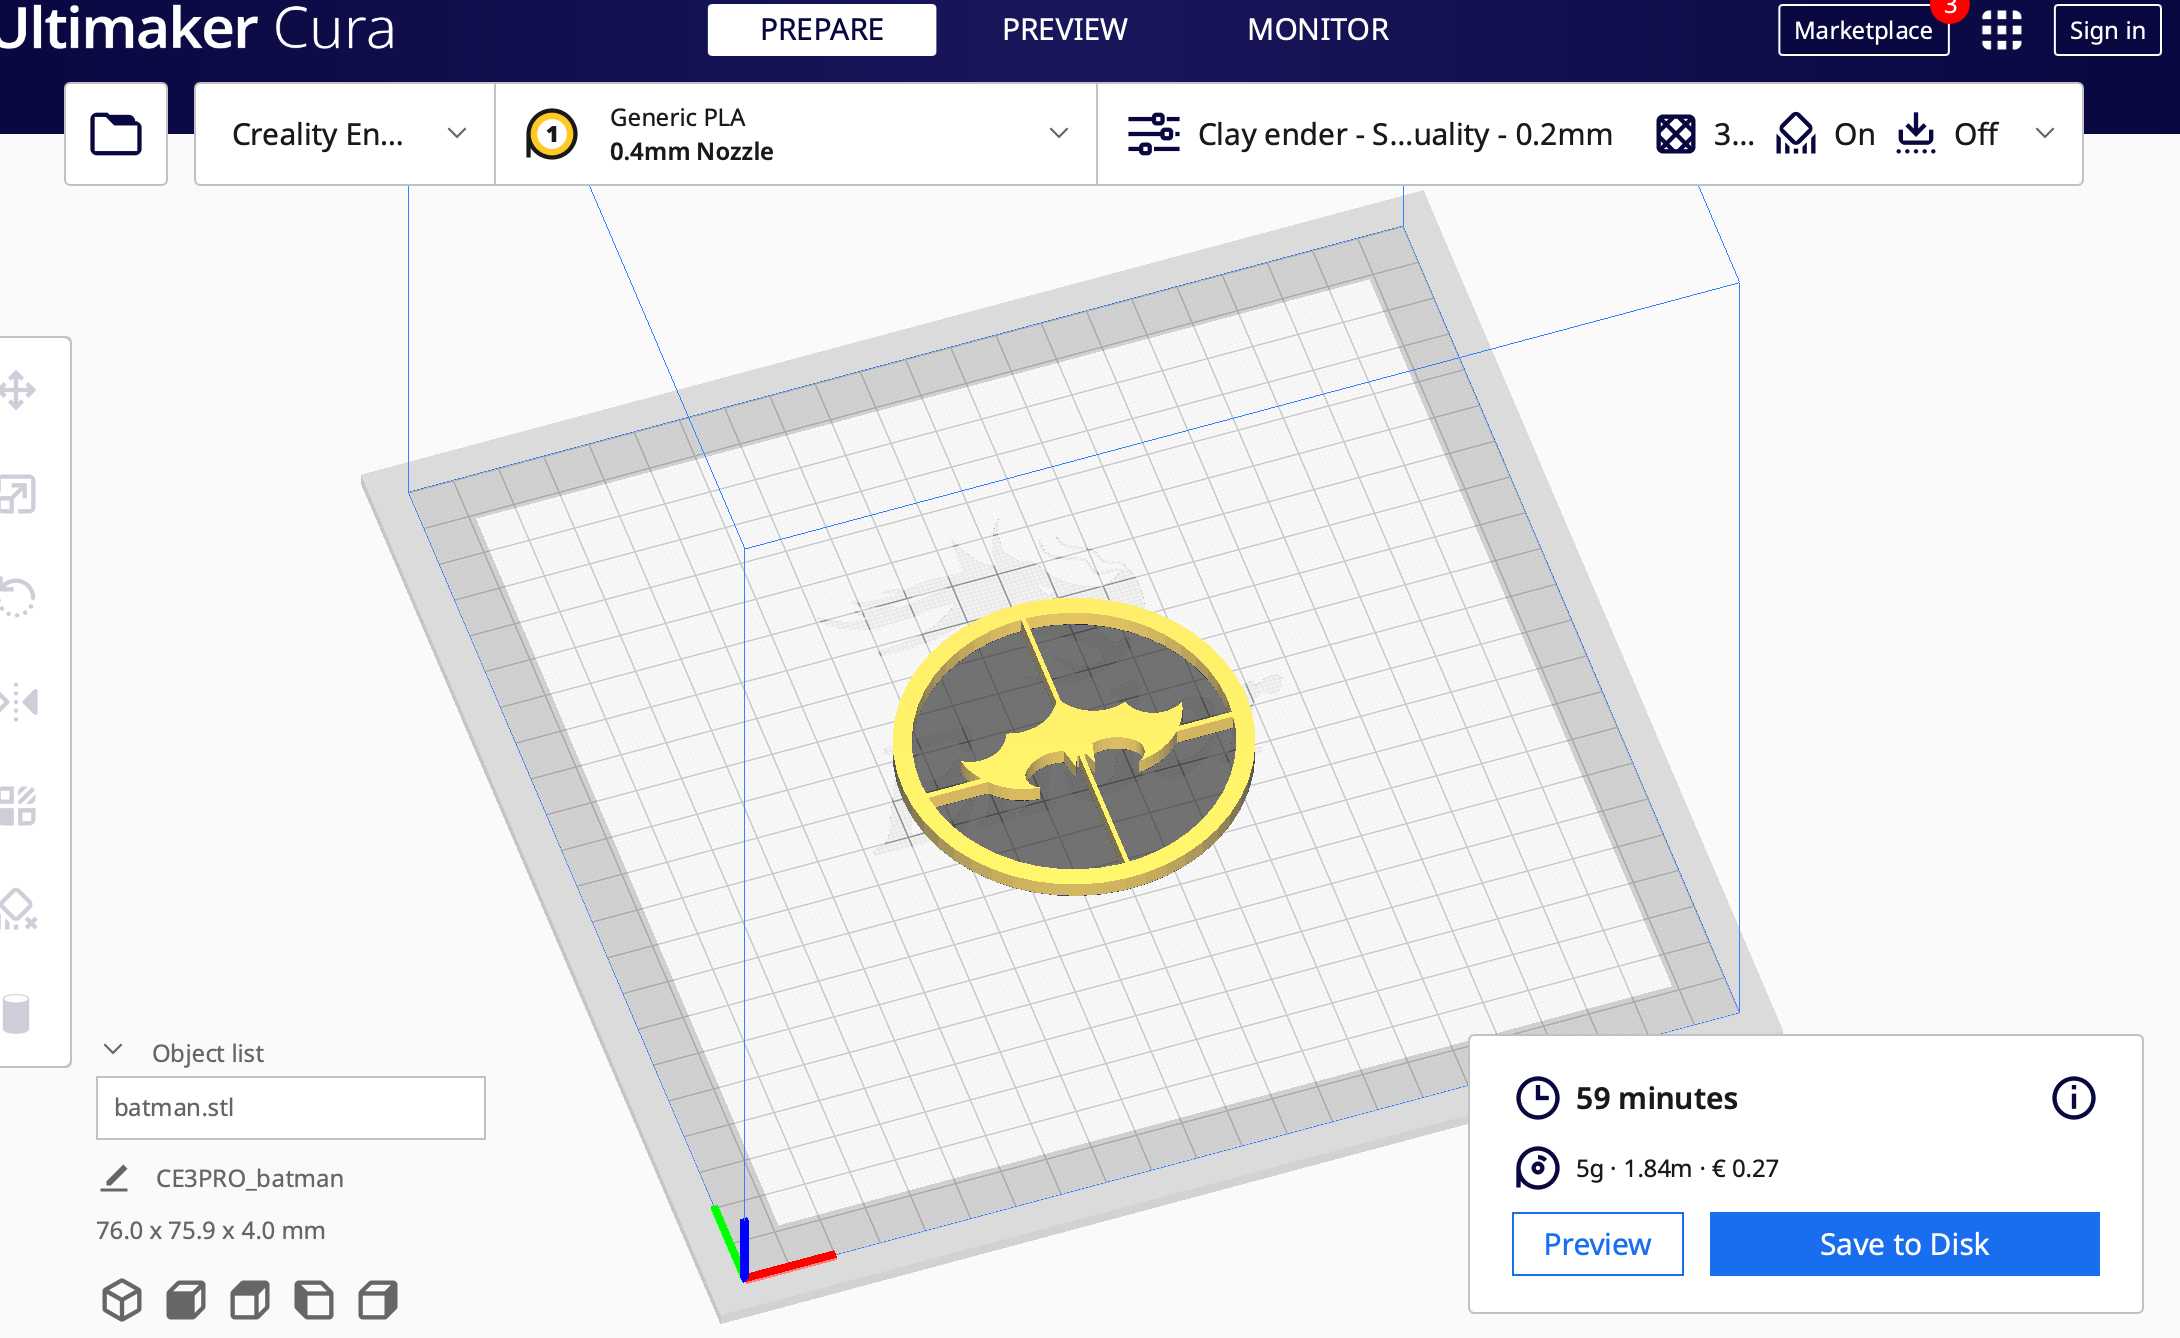 Ultimaker Cura
PREPARE
PREVIEW
MONITOR
Marketplace
3
Sign in
Creality En...
1
Generic PLA
0.4mm Nozzle
Clay ender - S...uality - 0.2mm
3...
On
Off
Object list
batman.stl
CE3PRO_batman
76.0 x 75.9 x 4.0 mm
59 minutes
5g · 1.84m · € 0.27
Preview
Save to Disk